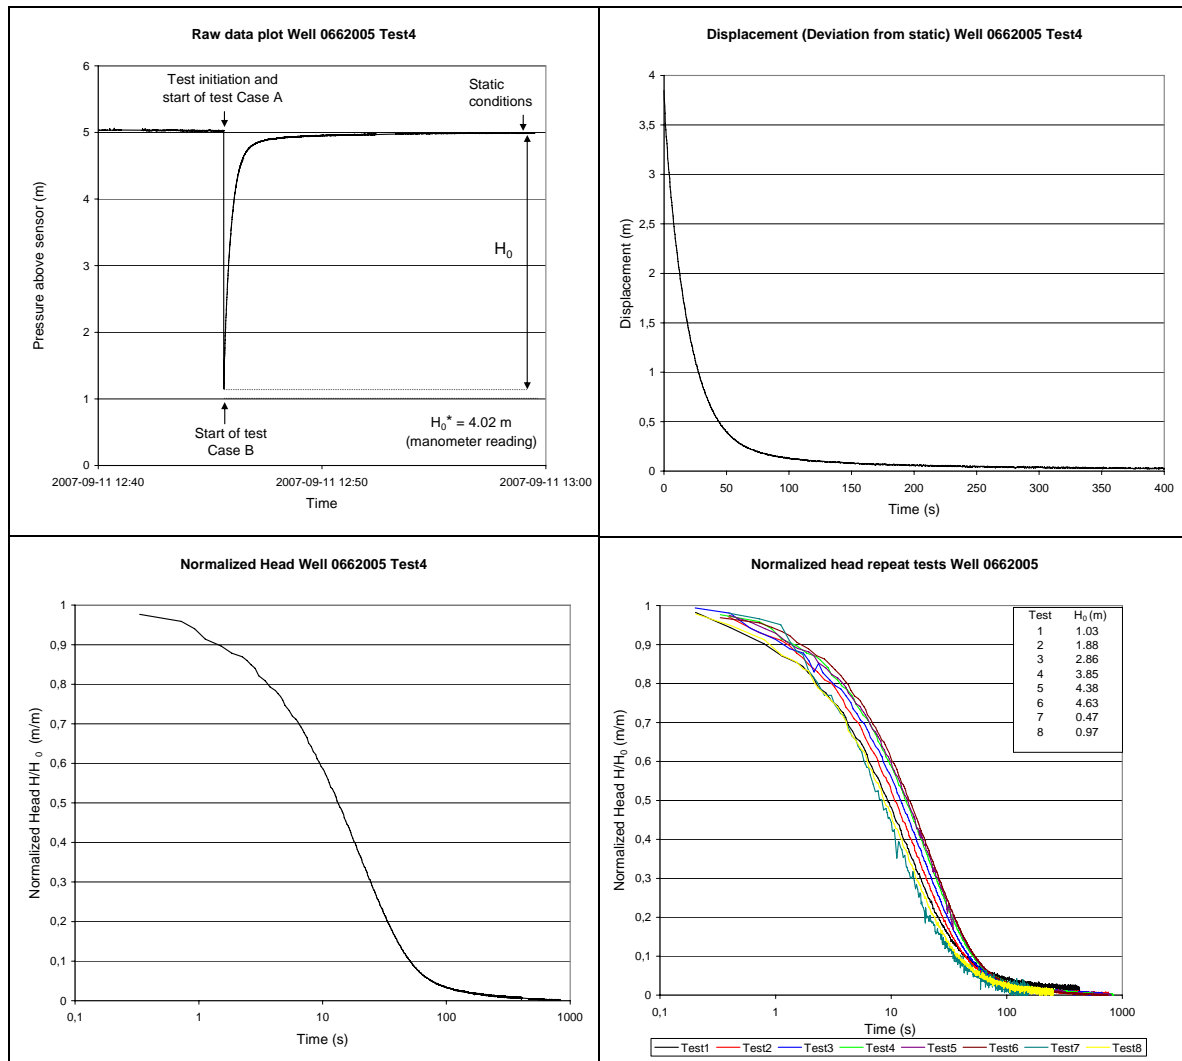 Raw data plot Well 0662005 Test4
Pressure above sensor (m)
6
5
4
3
2
1
0
Test initiation and
start of test Case A
Static
conditions
H0
Start of test
Case B
H0* = 4.02 m
(manometer reading)
2007-09-11 12:40
2007-09-11 12:50
2007-09-11 13:00
Time
Displacement (Deviation from static) Well 0662005 Test4
Displacement (m)
4
3,5
3
2,5
2
1,5
1
0,5
0
0 50 100 150 200 250 300 350 400
Time (s)
Normalized Head Well 0662005 Test4
Normalized Head H/H0 (m/m)
1
0,9
0,8
0,7
0,6
0,5
0,4
0,3
0,2
0,1
0
0,1 1 10 100 1000
Time (s)
Normalized head repeat tests Well 0662005
Normalized Head H/H0 (m/m)
1
0,9
0,8
0,7
0,6
0,5
0,4
0,3
0,2
0,1
0
Test H0 (m)
1 1.03
2 1.88
3 2.86
4 3.85
5 4.38
6 4.63
7 0.47
8 0.97
0,1 1 10 100 1000
Time (s)
Test1 Test2 Test3 Test4 Test5 Test6 Test7 Test8